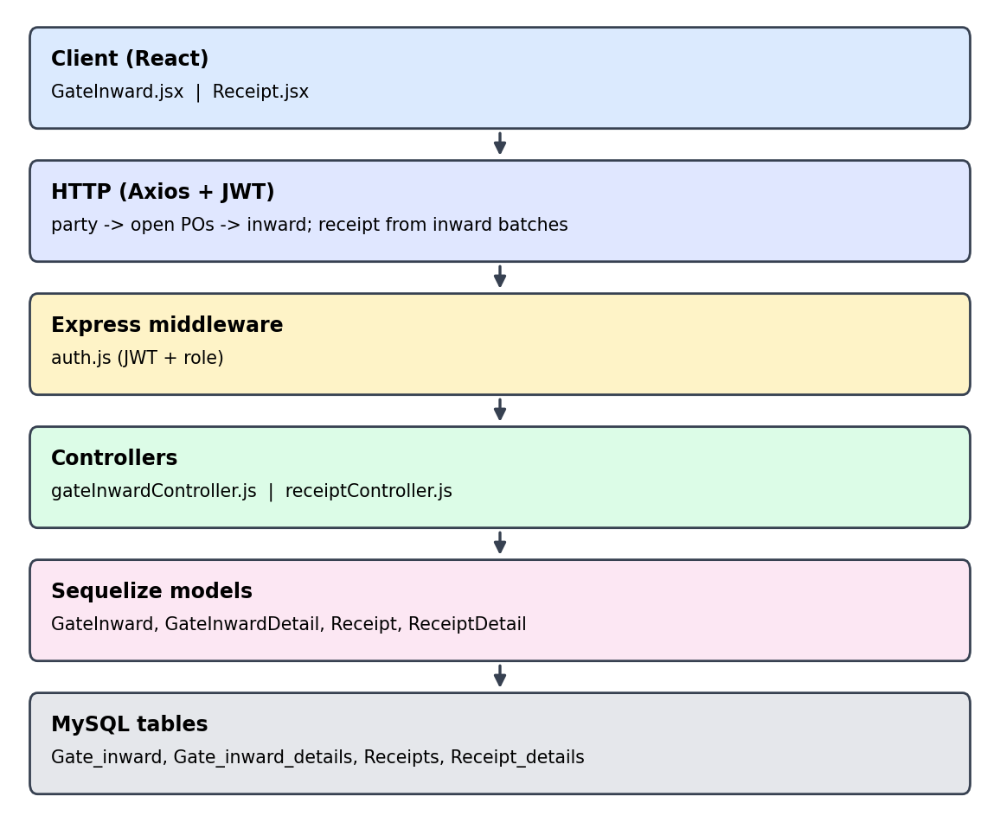 Client (React)
GateInward.jsx  |  Receipt.jsx
HTTP (Axios + JWT)
party -> open POs -> inward; receipt from inward batches
Express middleware
auth.js (JWT + role)
Controllers
gateInwardController.js  |  receiptController.js
Sequelize models
GateInward, GateInwardDetail, Receipt, ReceiptDetail
MySQL tables
Gate_inward, Gate_inward_details, Receipts, Receipt_details